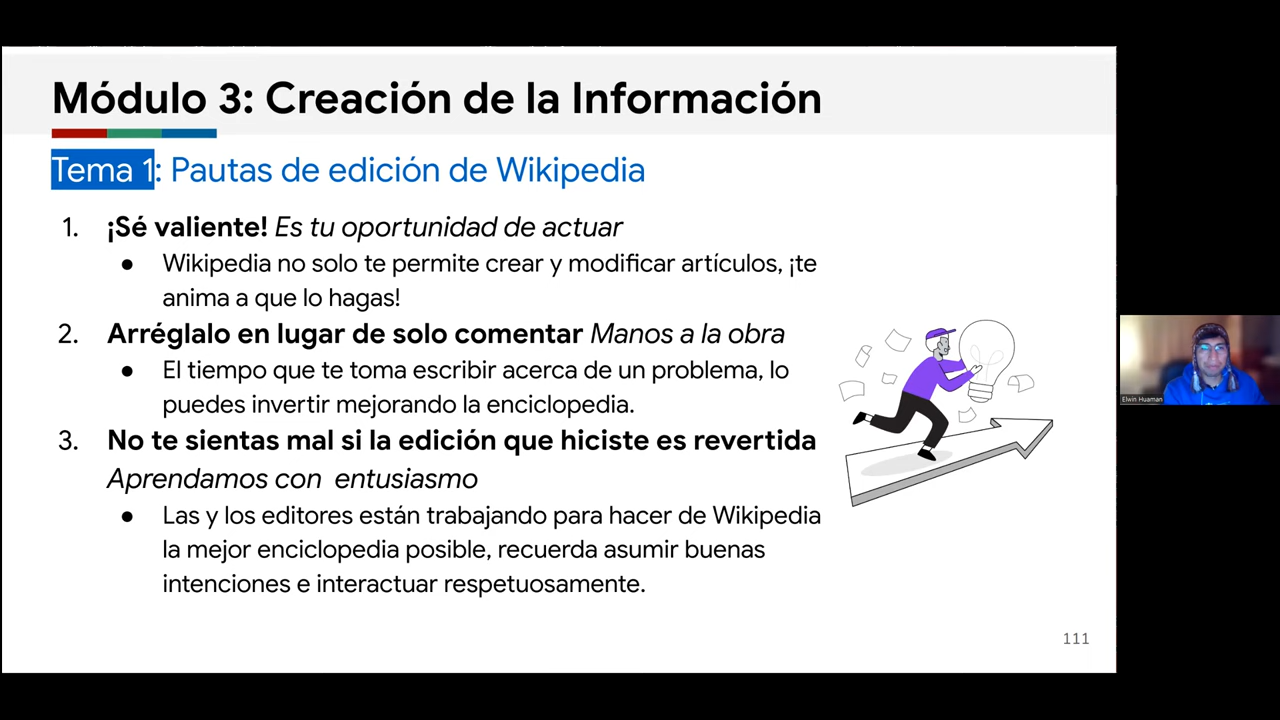 Módulo 3: Creación de la Información
Tema 1: Pautas de edición de Wikipedia
1. ¡Sé valiente! Es tu oportunidad de actuar
● Wikipedia no solo te permite crear y modificar artículos, ¡te
anima a que lo hagas!
2. Arréglalo en lugar de solo comentar Manos a la obra
● El tiempo que te toma escribir acerca de un problema, lo
puedes invertir mejorando la enciclopedia.
3. No te sientas mal si la edición que hiciste es revertida
Aprendamos con entusiasmo
● Las y los editores están trabajando para hacer de Wikipedia
la mejor enciclopedia posible, recuerda asumir buenas
intenciones e interactuar respetuosamente.
111
Elwin Huaman